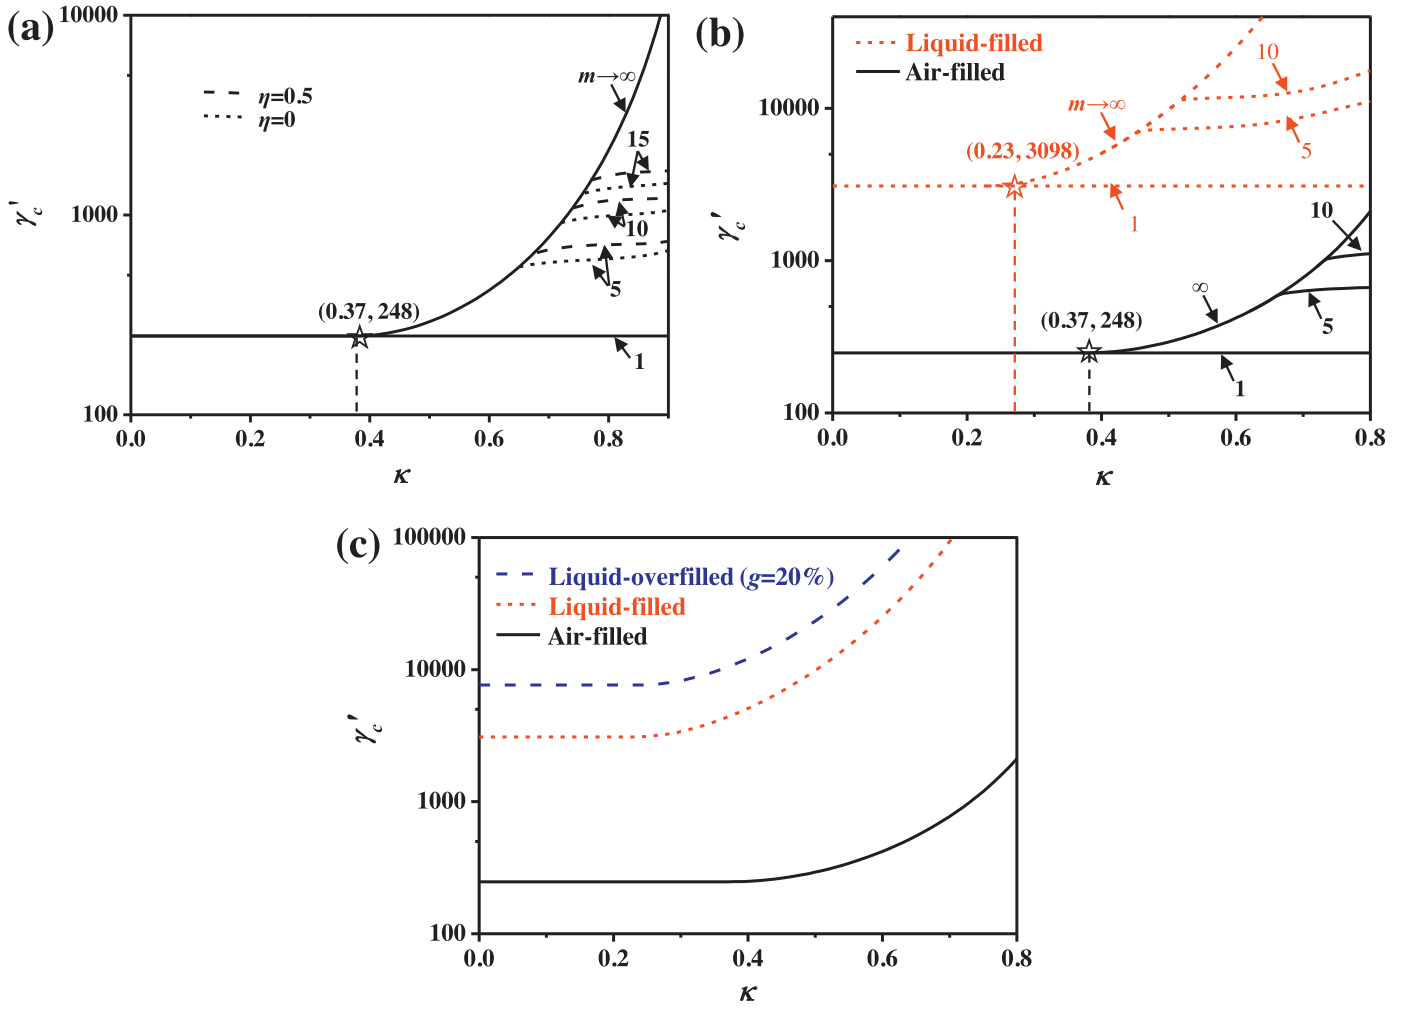 (a)
10000
1000
100
γc'
η=0.5
η=0
m→∞
15
10
5
(0.37, 248)
1
0.0 0.2 0.4 0.6 0.8
κ
(b)
Liquid-filled
Air-filled
10
m→∞
10000
(0.23, 3098)
5
1
γc'
10
1000
∞
(0.37, 248)
5
1
100
0.0 0.2 0.4 0.6 0.8
κ
(c)
100000
Liquid-overfilled (g=20%)
Liquid-filled
Air-filled
10000
γc'
1000
100
0.0 0.2 0.4 0.6 0.8
κ